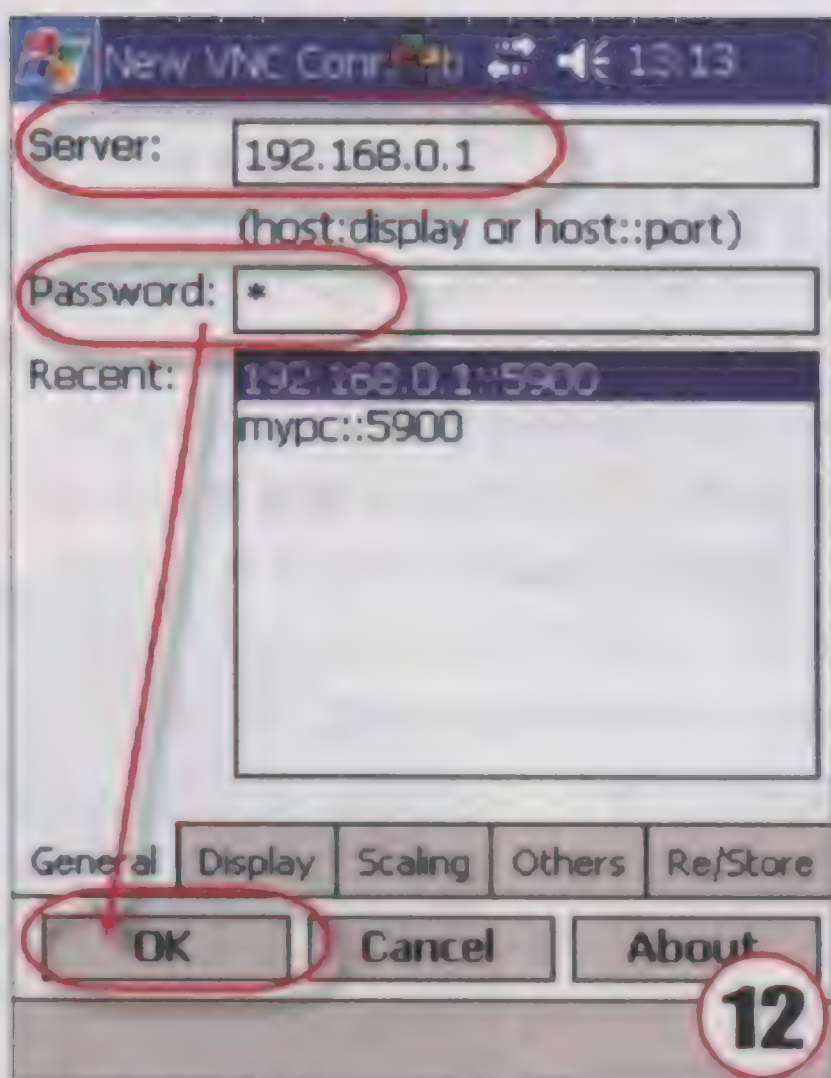 New VNC Conr 13:13
Server: 192.168.0.1
(host:display or host::port)
Password: *
Recent: 192.168.0.1::5900
mypc::5900
General Display Scaling Others Re/Store
OK Cancel About
12